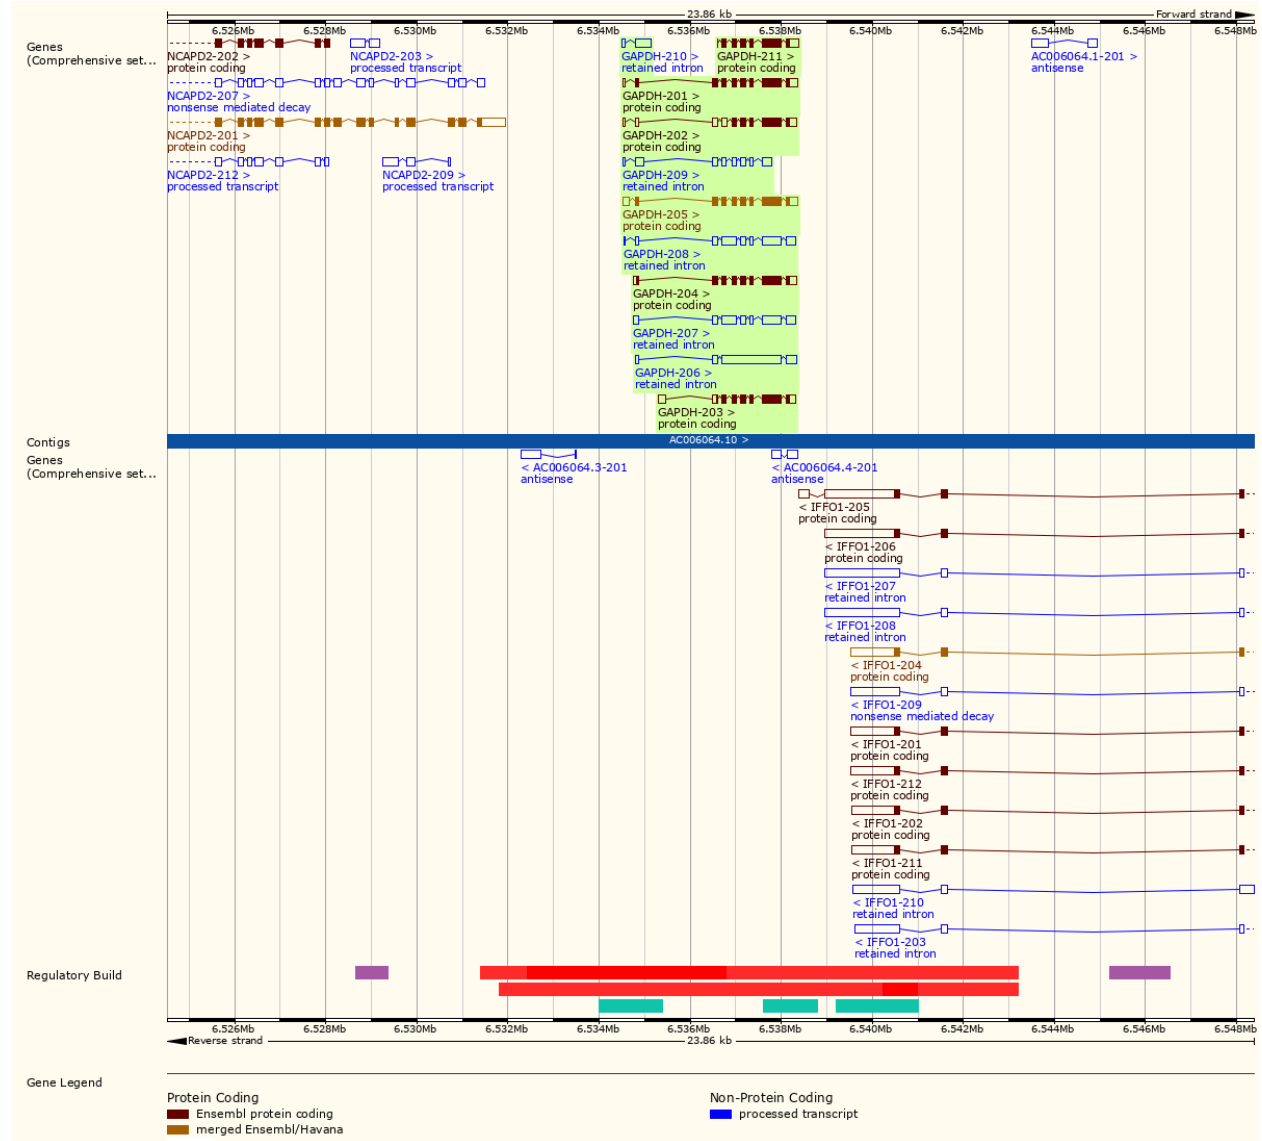 23.86 kb
Forward strand
6.526Mb 6.528Mb 6.530Mb 6.532Mb 6.534Mb 6.536Mb 6.538Mb 6.540Mb 6.542Mb 6.544Mb 6.546Mb 6.548Mb
Genes
(Comprehensive set...
NCAPD2-202 >
protein coding
NCAPD2-203 >
processed transcript
GAPDH-210 >
retained intron
GAPDH-211 >
protein coding
AC006064.1-201 >
antisense
NCAPD2-207 >
nonsense mediated decay
GAPDH-201 >
protein coding
NCAPD2-201 >
protein coding
GAPDH-202 >
protein coding
NCAPD2-212 >
processed transcript
NCAPD2-209 >
processed transcript
GAPDH-209 >
retained intron
GAPDH-205 >
protein coding
GAPDH-208 >
retained intron
GAPDH-204 >
protein coding
GAPDH-207 >
retained intron
GAPDH-206 >
retained intron
GAPDH-203 >
protein coding
Contigs
AC006064.10 >
Genes
(Comprehensive set...
< AC006064.3-201
antisense
< AC006064.4-201
antisense
< IFFO1-205
protein coding
< IFFO1-206
protein coding
< IFFO1-207
retained intron
< IFFO1-208
retained intron
< IFFO1-204
protein coding
< IFFO1-209
nonsense mediated decay
< IFFO1-201
protein coding
< IFFO1-212
protein coding
< IFFO1-202
protein coding
< IFFO1-211
protein coding
< IFFO1-210
retained intron
< IFFO1-203
retained intron
Regulatory Build
6.526Mb 6.528Mb 6.530Mb 6.532Mb 6.534Mb 6.536Mb 6.538Mb 6.540Mb 6.542Mb 6.544Mb 6.546Mb 6.548Mb
Reverse strand
23.86 kb
Gene Legend
Protein Coding
Ensembl protein coding
merged Ensembl/Havana
Non-Protein Coding
processed transcript